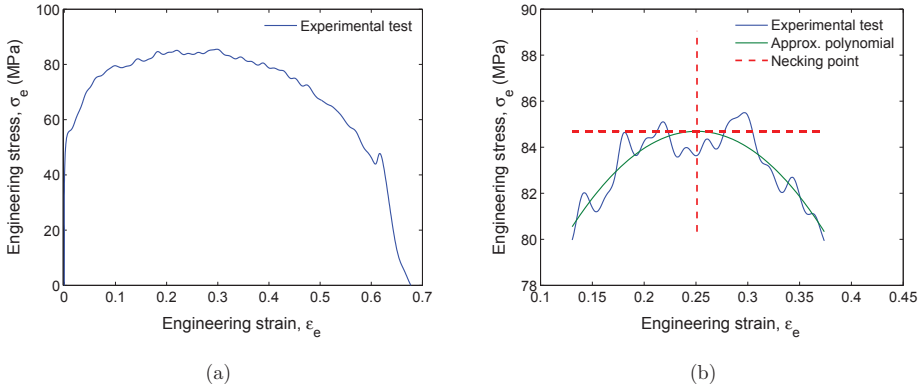 100
80
60
40
20
0
0
0.1
0.2
0.3
0.4
0.5
0.6
0.7
Engineering stress, σe (MPa)
Engineering strain, εe
Experimental test
(a)
90
88
86
84
82
80
78
0.1
0.15
0.2
0.25
0.3
0.35
0.4
0.45
Engineering stress, σe (MPa)
Engineering strain, εe
Experimental test
Approx. polynomial
Necking point
(b)